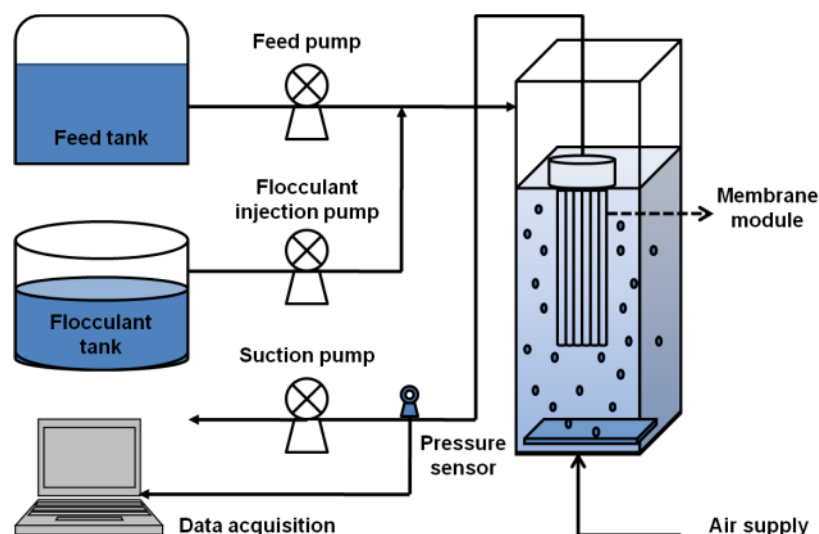 Feed pump
Feed tank
Flocculant
injection pump
Membrane
module
Flocculant
tank
Suction pump
Pressure
sensor
Data acquisition
Air supply